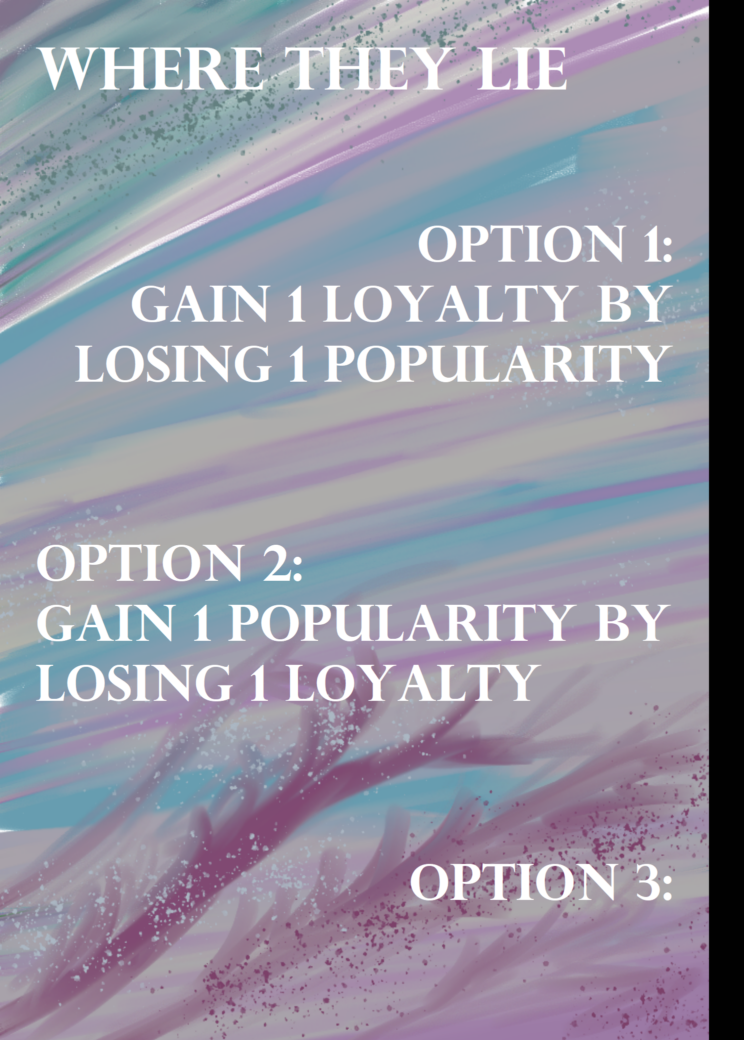 WHERE THEY LIE
OPTION 1:
GAIN 1 LOYALTY BY
LOSING 1 POPULARITY
OPTION 2:
GAIN 1 POPULARITY BY
LOSING 1 LOYALTY
OPTION 3: